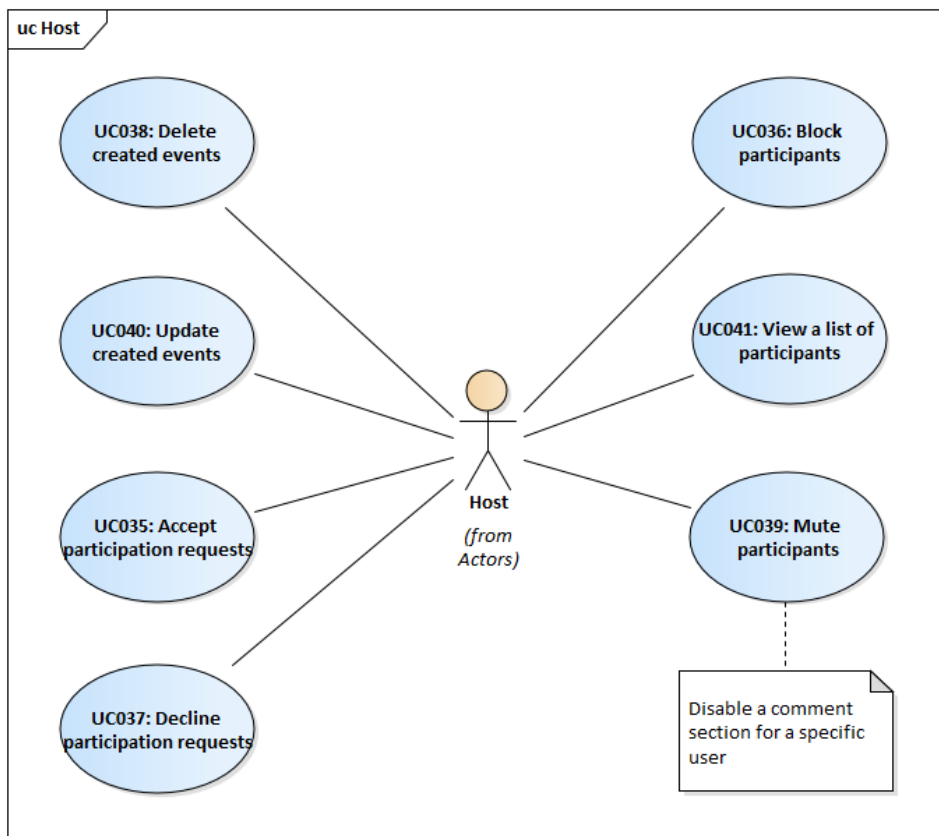 uc Host
UC038: Delete
created events
UC036: Block
participants
UC040: Update
created events
UC041: View a list of
participants
Host
(from
Actors)
UC035: Accept
participation requests
UC039: Mute
participants
UC037: Decline
participation requests
Disable a comment
section for a specific
user